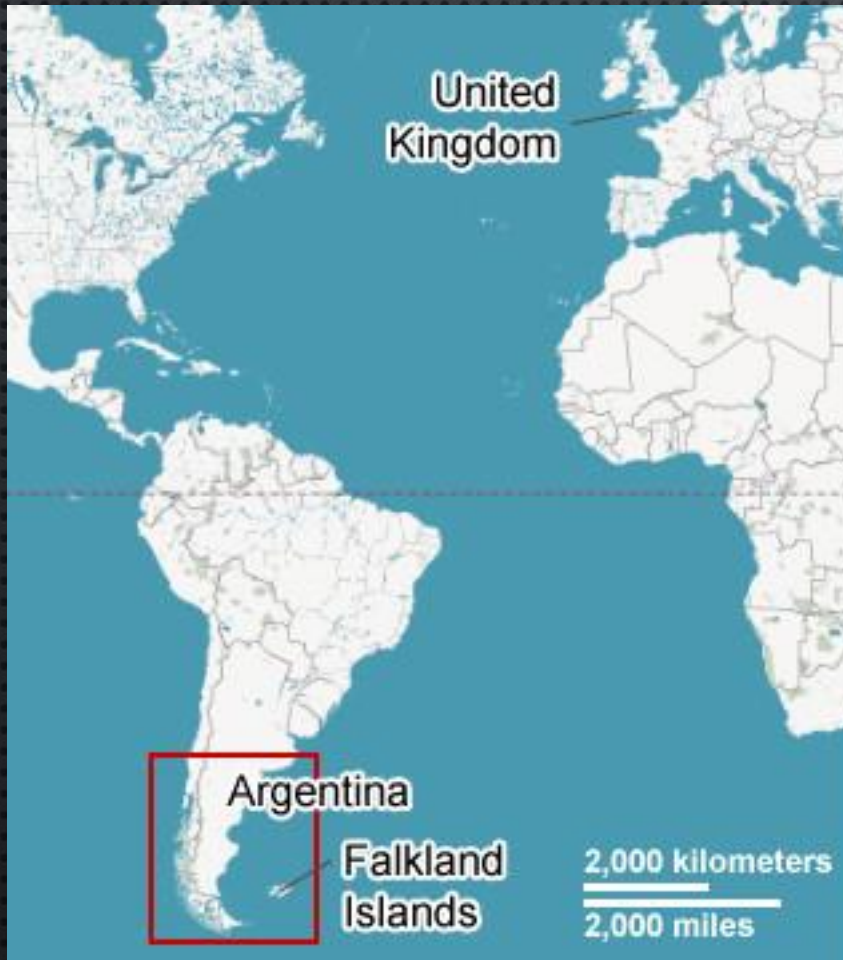 United
Kingdom
Argentina
Falkland
Islands
2,000 kilometers
2,000 miles